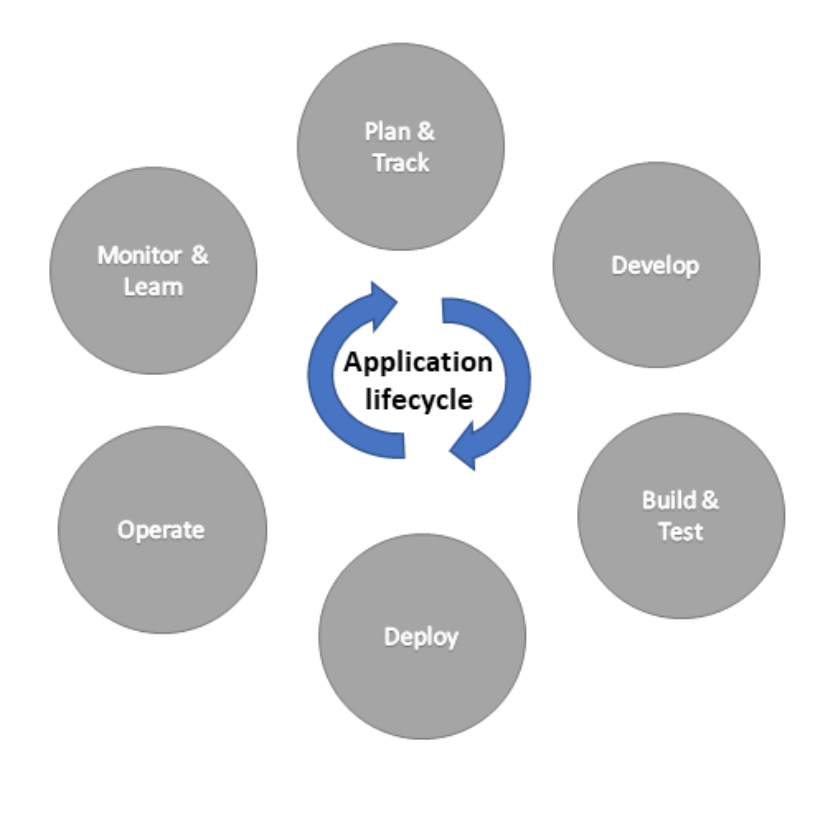 Plan &
Track
Develop
Build &
Test
Deploy
Operate
Monitor &
Learn
Application
lifecycle